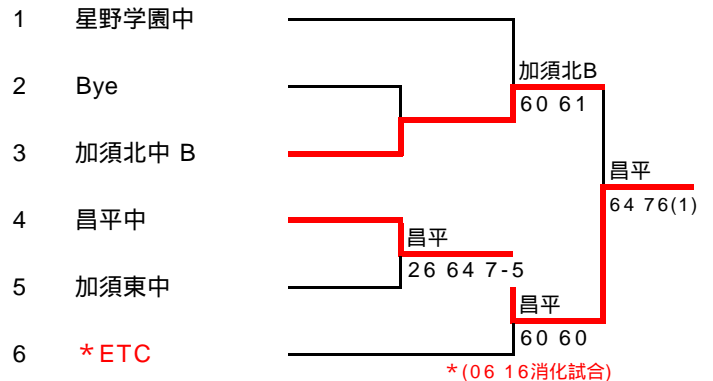 1 星野学園中
加須北B
2 Bye
60 61
3 加須北中 B
昌平
64 76(1)
4 昌平中
昌平
26 64 7-5
5 加須東中
昌平
60 60
6 *ETC
*(06 16消化試合)